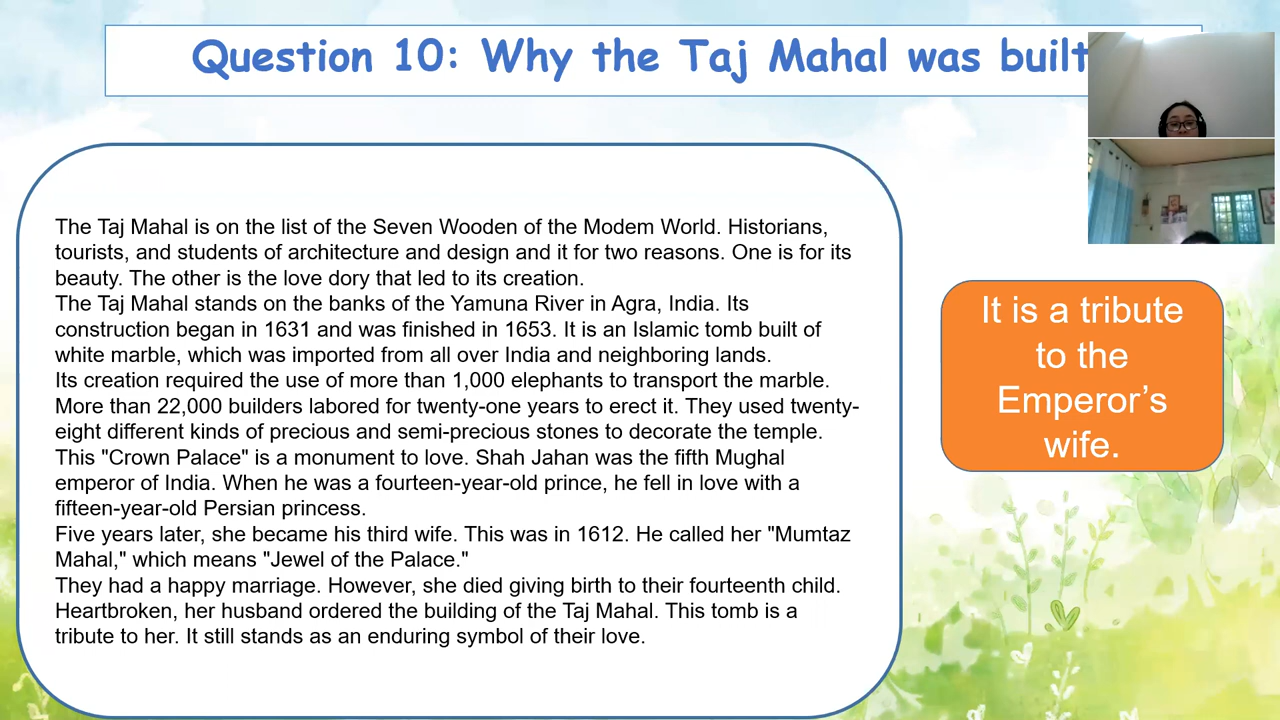 Question 10: Why the Taj Mahal was built
The Taj Mahal is on the list of the Seven Wooden of the Modem World. Historians,
tourists, and students of architecture and design and it for two reasons. One is for its
beauty. The other is the love dory that led to its creation.
The Taj Mahal stands on the banks of the Yamuna River in Agra, India. Its
construction began in 1631 and was finished in 1653. It is an Islamic tomb built of
white marble, which was imported from all over India and neighboring lands.
Its creation required the use of more than 1,000 elephants to transport the marble.
More than 22,000 builders labored for twenty-one years to erect it. They used twenty-
eight different kinds of precious and semi-precious stones to decorate the temple.
This "Crown Palace" is a monument to love. Shah Jahan was the fifth Mughal
emperor of India. When he was a fourteen-year-old prince, he fell in love with a
fifteen-year-old Persian princess.
Five years later, she became his third wife. This was in 1612. He called her "Mumtaz
Mahal," which means "Jewel of the Palace."
They had a happy marriage. However, she died giving birth to their fourteenth child.
Heartbroken, her husband ordered the building of the Taj Mahal. This tomb is a
tribute to her. It still stands as an enduring symbol of their love.
It is a tribute
to the
Emperor’s
wife.